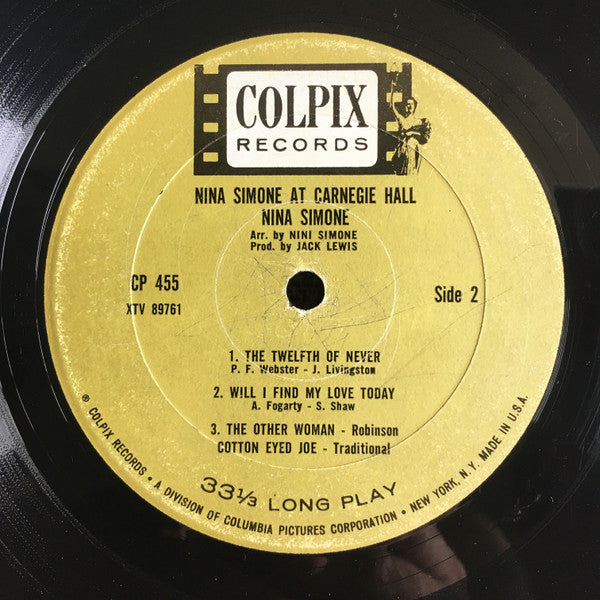 COLPIX
RECORDS
NINA SIMONE AT CARNEGIE HALL
NINA SIMONE
Arr. by NINI SIMONE
Prod. by JACK LEWIS
CP 455
XTV 89761
Side 2
1. THE TWELFTH OF NEVER
P. F. Webster - J. Livingston
2. WILL I FIND MY LOVE TODAY
A. Fogarty - S. Shaw
3. THE OTHER WOMAN - Robinson
COTTON EYED JOE - Traditional
33⅓ LONG PLAY
® COLPIX RECORDS • A DIVISION OF COLUMBIA PICTURES CORPORATION • NEW YORK, N.Y. MADE IN U.S.A.